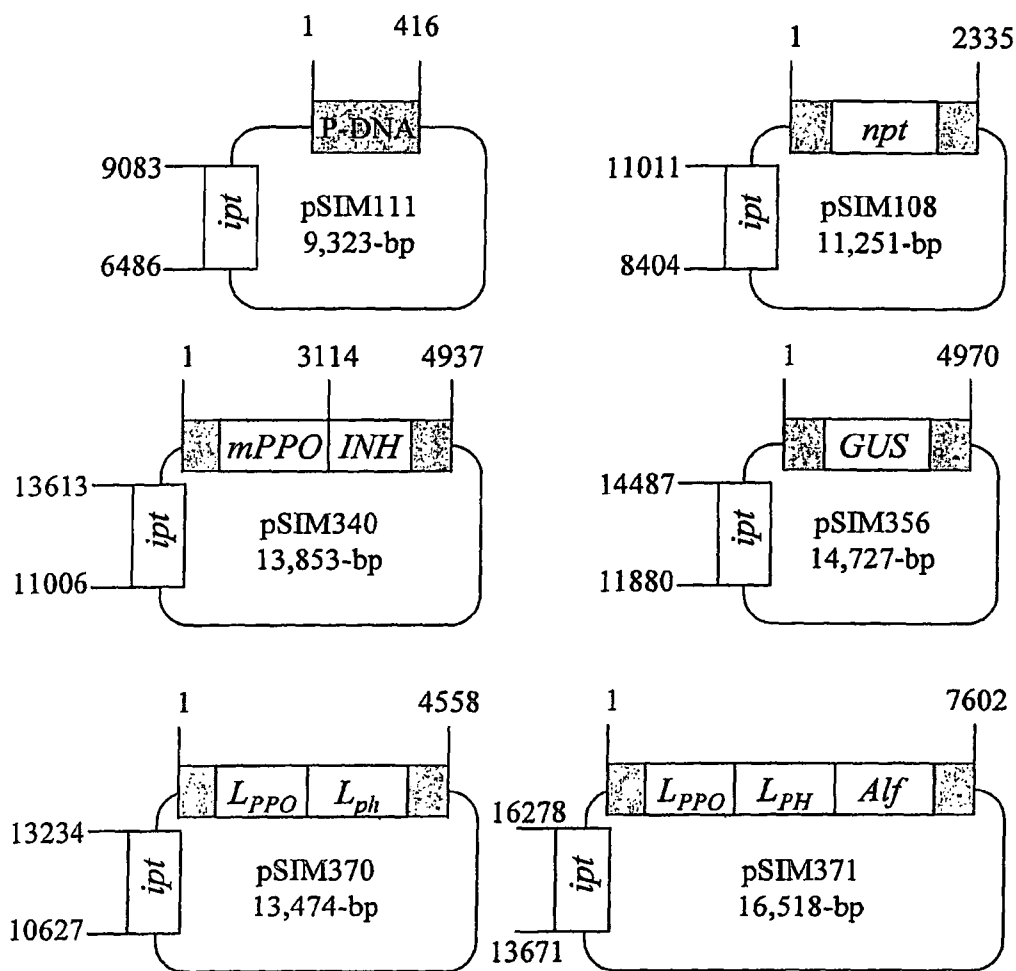 1 416
P-DNA
9083
ipt
6486
pSIM111
9,323-bp
1 2335
npt
11011
ipt
8404
pSIM108
11,251-bp
1 3114 4937
mPPO INH
13613
ipt
11006
pSIM340
13,853-bp
1 4970
GUS
14487
ipt
11880
pSIM356
14,727-bp
1 4558
LPPO Lph
13234
ipt
10627
pSIM370
13,474-bp
1 7602
LPPO LPH Alf
16278
ipt
13671
pSIM371
16,518-bp